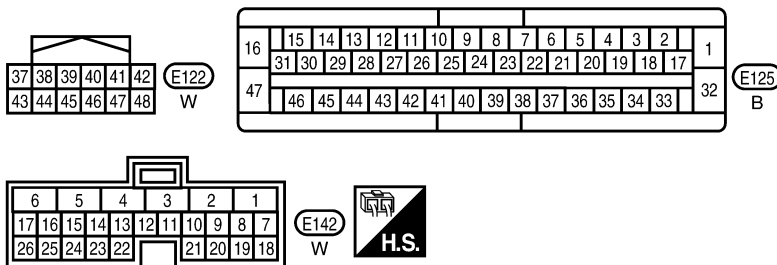 37 38 39 40 41 42
43 44 45 46 47 48
E122
W
16 15 14 13 12 11 10 9 8 7 6 5 4 3 2 1
31 30 29 28 27 26 25 24 23 22 21 20 19 18 17
47 46 45 44 43 42 41 40 39 38 37 36 35 34 33 32
E125
B
6 5 4 3 2 1
17 16 15 14 13 12 11 10 9 8 7
26 25 24 23 22 21 20 19 18
E142
W
H.S.